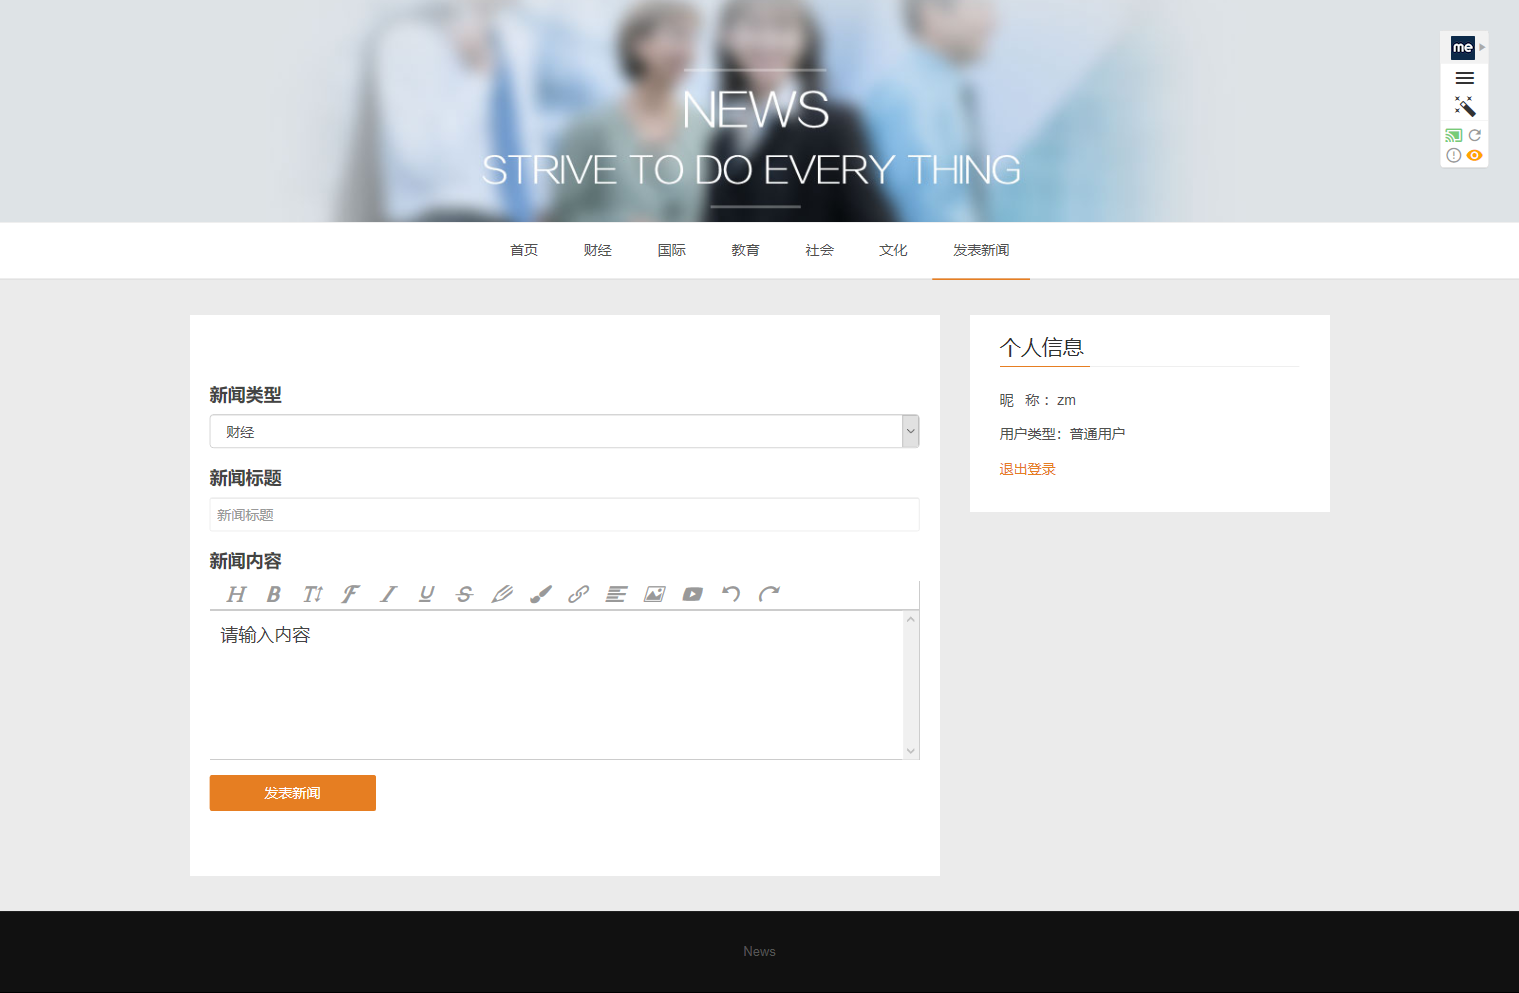 NEWS
STRIVE TO DO EVERY THING
me
首页 财经 国际 教育 社会 文化 发表新闻
新闻类型
财经
新闻标题
新闻标题
新闻内容
请输入内容
发表新闻
个人信息
昵 称： zm
用户类型：普通用户
退出登录
News